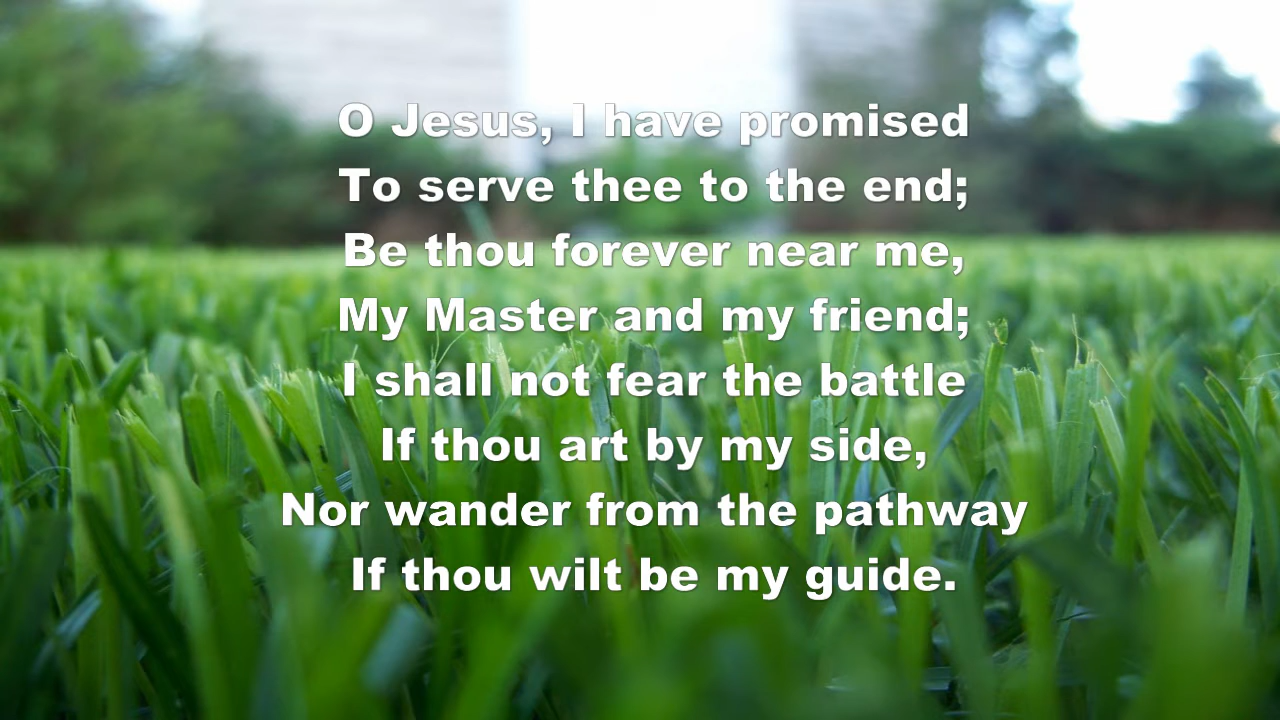 O Jesus, I have promised
To serve thee to the end;
Be thou forever near me,
My Master and my friend;
I shall not fear the battle
If thou art by my side,
Nor wander from the pathway
If thou wilt be my guide.